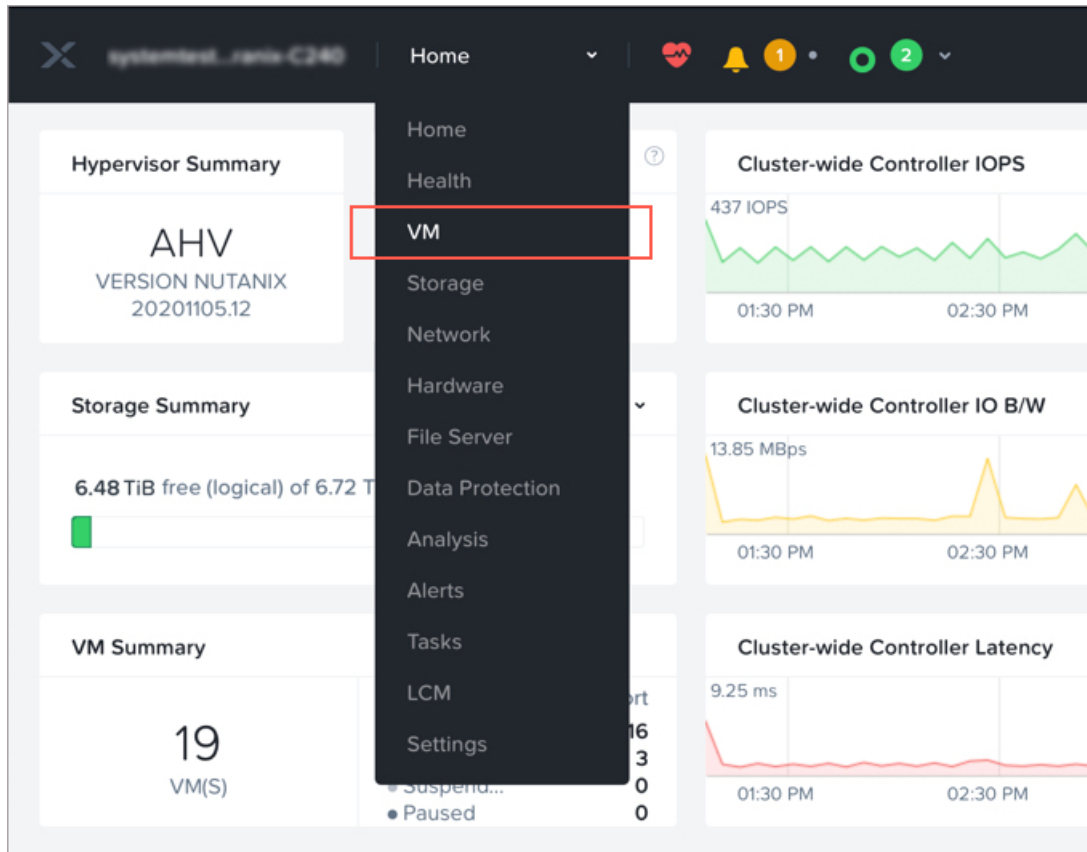 Home
1
2
Home
Health
VM
Storage
Network
Hardware
File Server
Data Protection
Analysis
Alerts
Tasks
LCM
Settings
Hypervisor Summary
?
AHV
VERSION NUTANIX
20201105.12
Cluster-wide Controller IOPS
437 IOPS
01:30 PM 02:30 PM
Storage Summary
6.48 TiB free (logical) of 6.72 T
Cluster-wide Controller IO B/W
13.85 MBps
01:30 PM 02:30 PM
VM Summary
19
VM(S)
16
3
Suspend... 0
Paused 0
Cluster-wide Controller Latency
9.25 ms
01:30 PM 02:30 PM